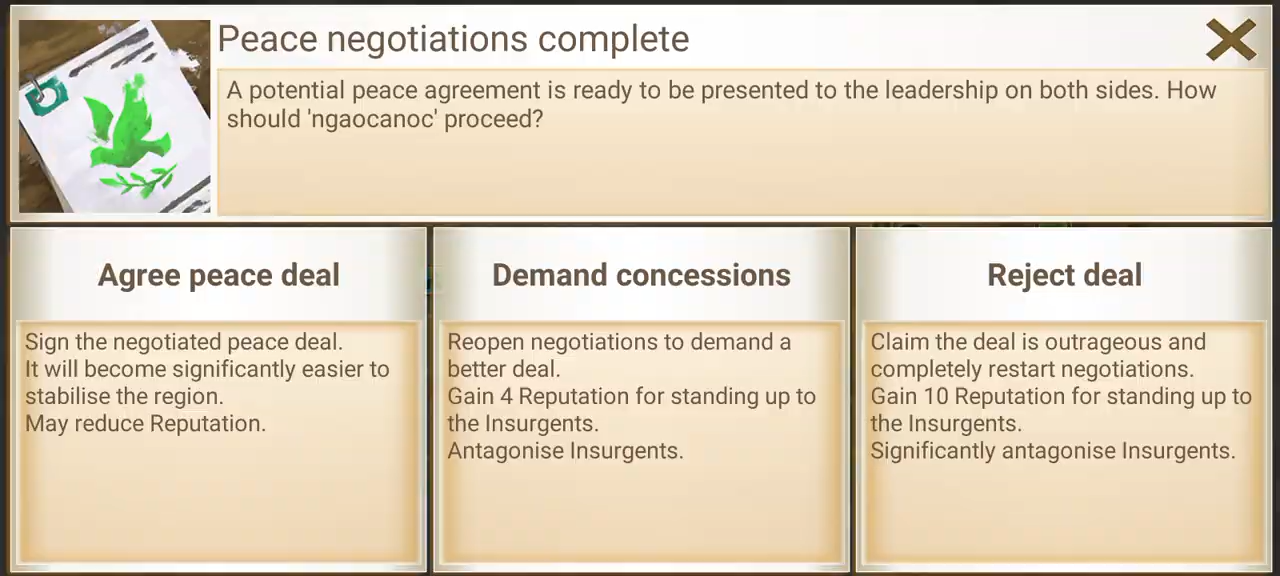 Peace negotiations complete
A potential peace agreement is ready to be presented to the leadership on both sides. How
should 'ngaocanoc' proceed?
Agree peace deal
Sign the negotiated peace deal.
It will become significantly easier to
stabilise the region.
May reduce Reputation.
Demand concessions
Reopen negotiations to demand a
better deal.
Gain 4 Reputation for standing up to
the Insurgents.
Antagonise Insurgents.
Reject deal
Claim the deal is outrageous and
completely restart negotiations.
Gain 10 Reputation for standing up to
the Insurgents.
Significantly antagonise Insurgents.